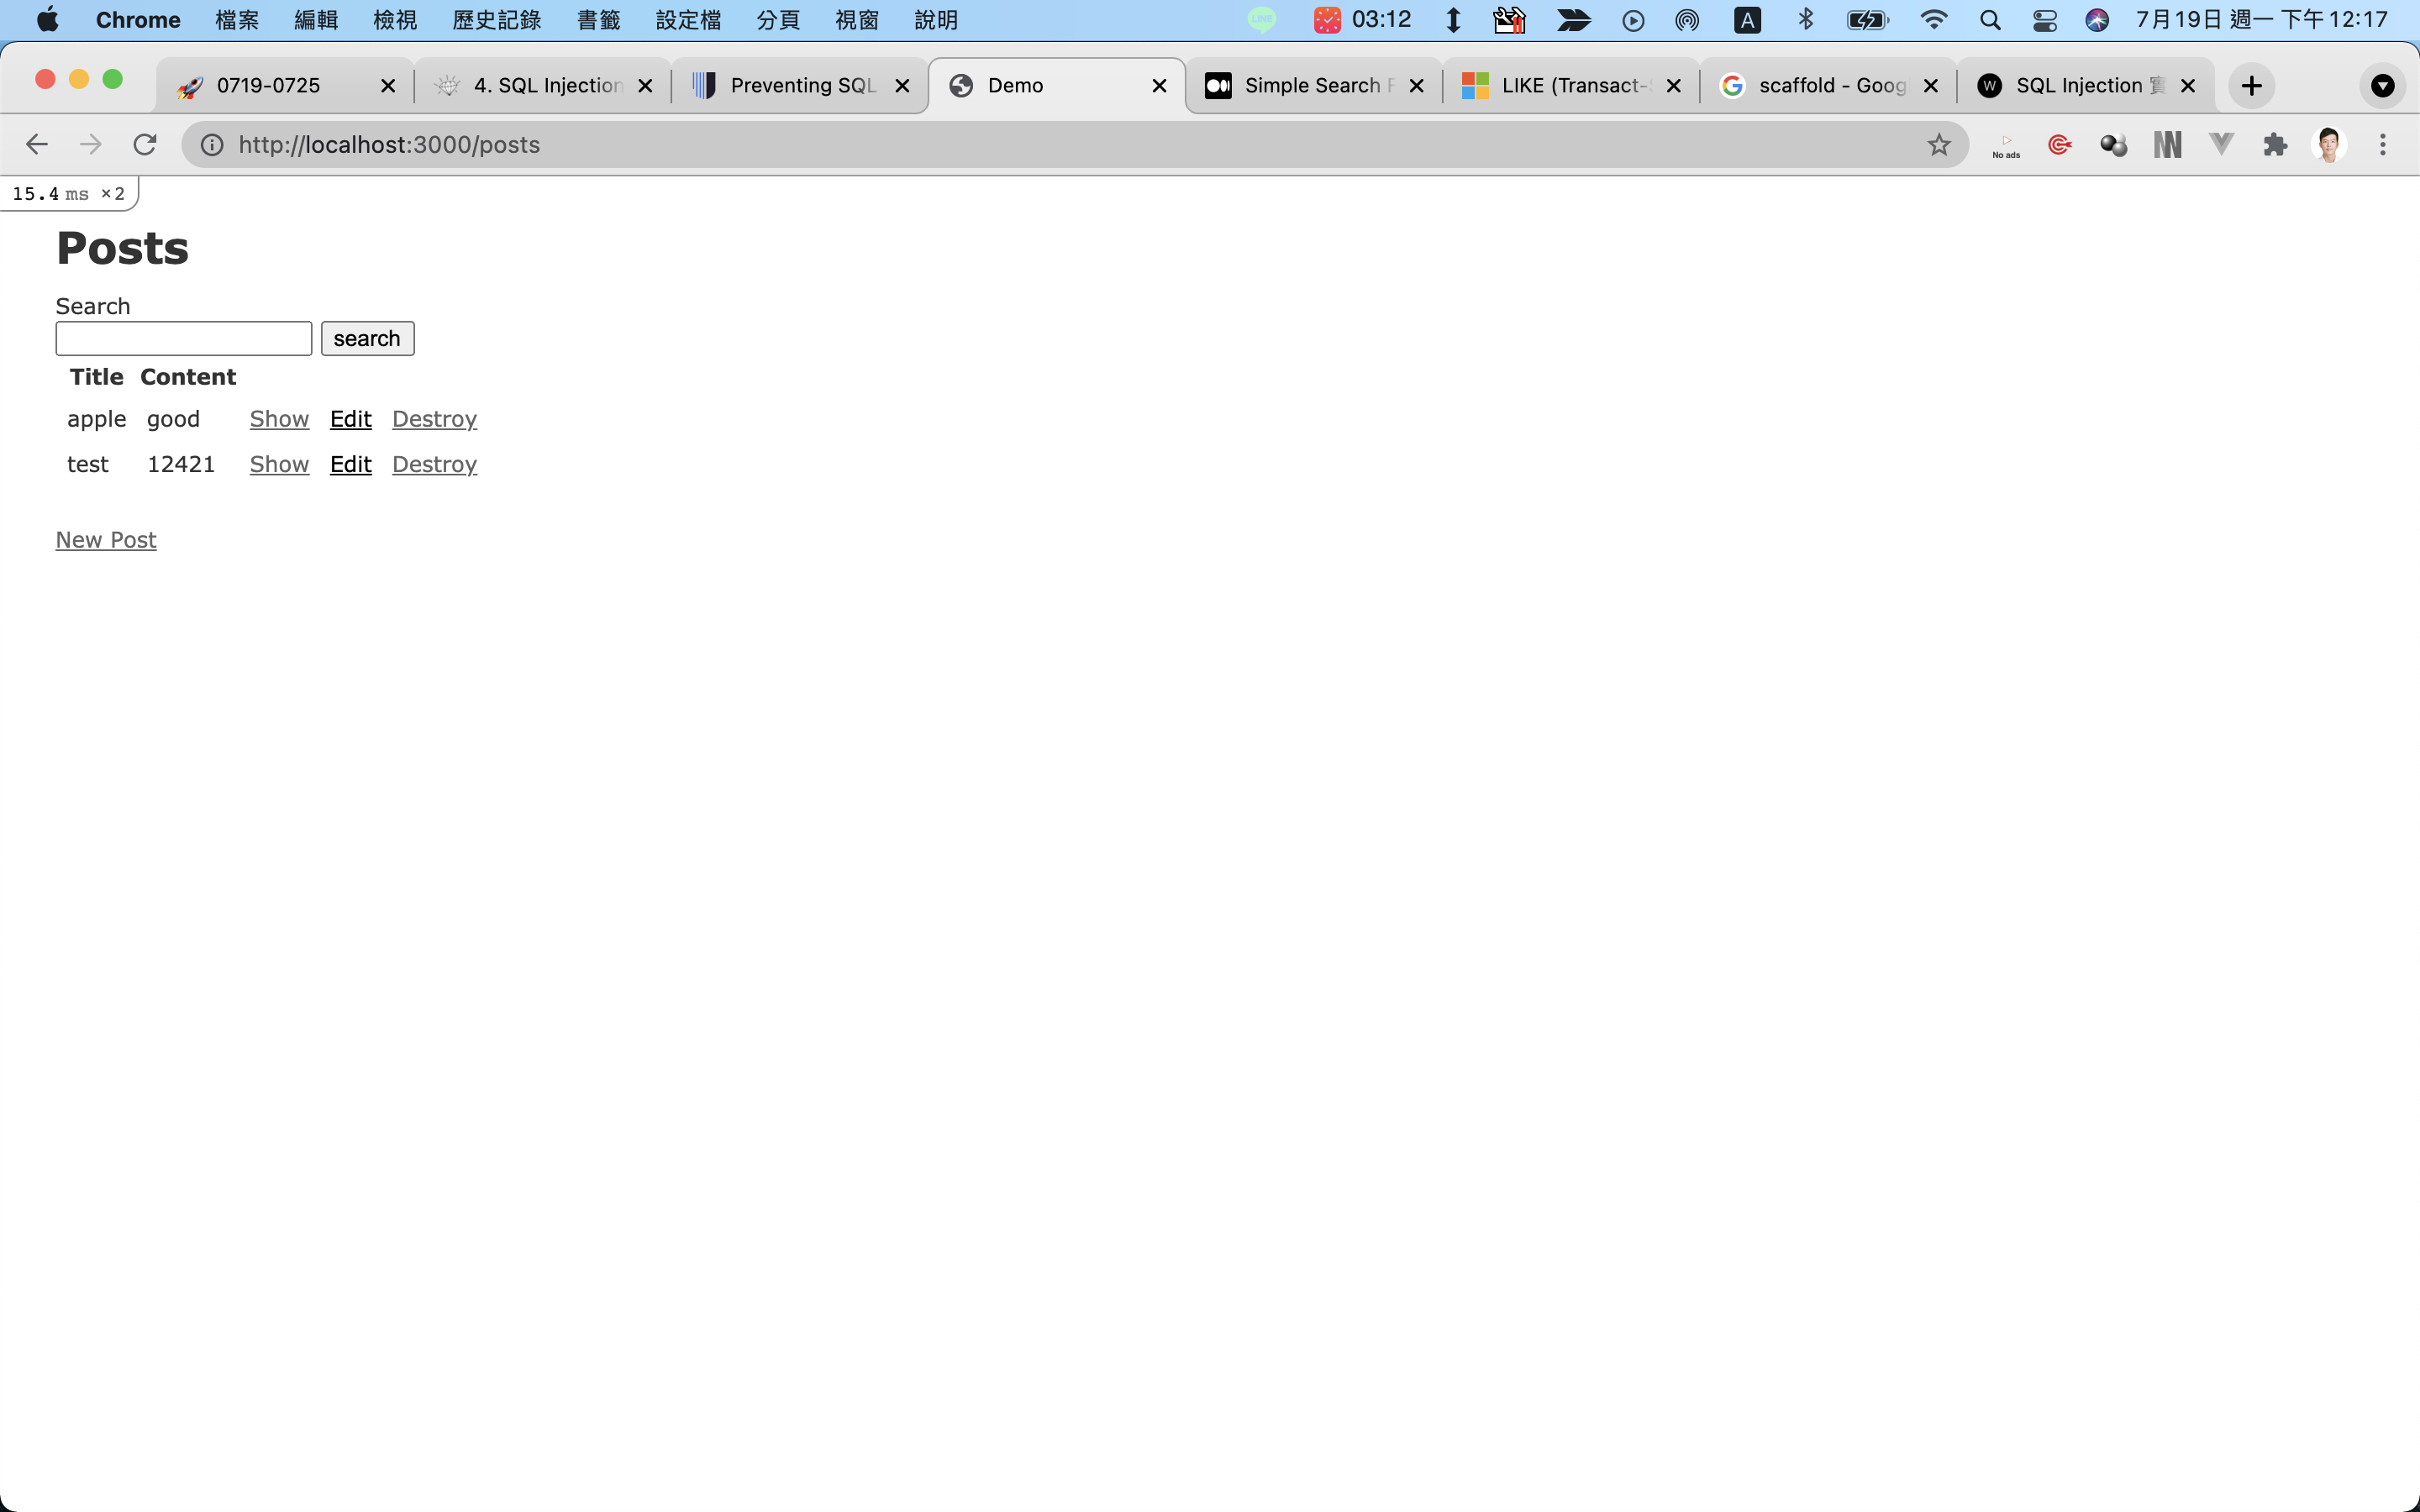 Chrome 檔案 編輯 檢視 歷史記錄 書籤 設定檔 分頁 視窗 說明 LINE 03:12 A 7月19日 週一 下午12:17
0719-0725 4. SQL Injection Preventing SQL Demo Simple Search LIKE (Transact- scaffold - Goog W SQL Injection 實
http://localhost:3000/posts No ads
15.4 ms ×2
Posts
Search
search
Title Content
apple good Show Edit Destroy
test 12421 Show Edit Destroy
New Post